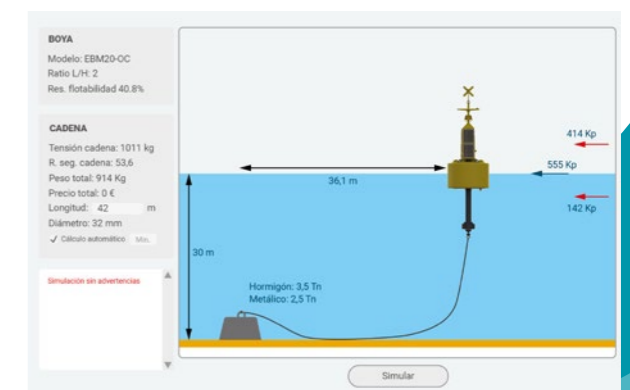 BOYA
Modelo: EBM20-OC
Ratio L/H: 2
Res. flotabilidad 40.8%
CADENA
Tensión cadena: 1011 kg
R. seg. cadena: 53,6
Peso total: 914 Kg
Precio total: 0 €
Longitud: 42 m
Diámetro: 32 mm
✓ Cálculo automático Min.
Simulación sin advertencias
414 Kp
555 Kp
36,1 m
142 Kp
30 m
Hormigón: 3,5 Tn
Metálico: 2,5 Tn
Simular